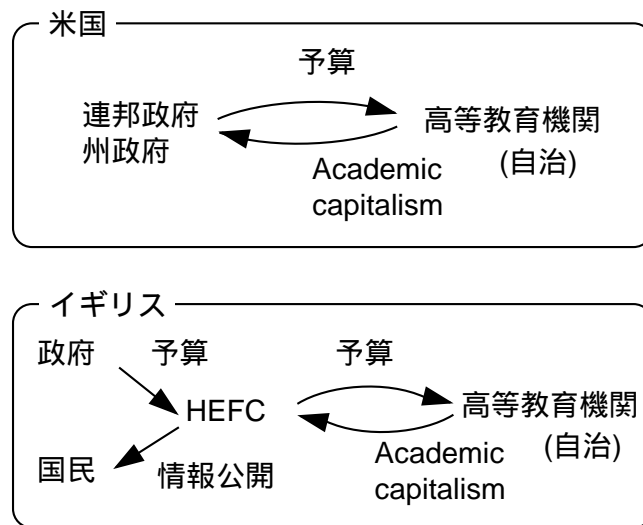 米国
予算
連邦政府
州政府
高等教育機関
(自治)
Academic
capitalism
イギリス
政府
予算
予算
HEFC
高等教育機関
(自治)
国民
情報公開
Academic
capitalism